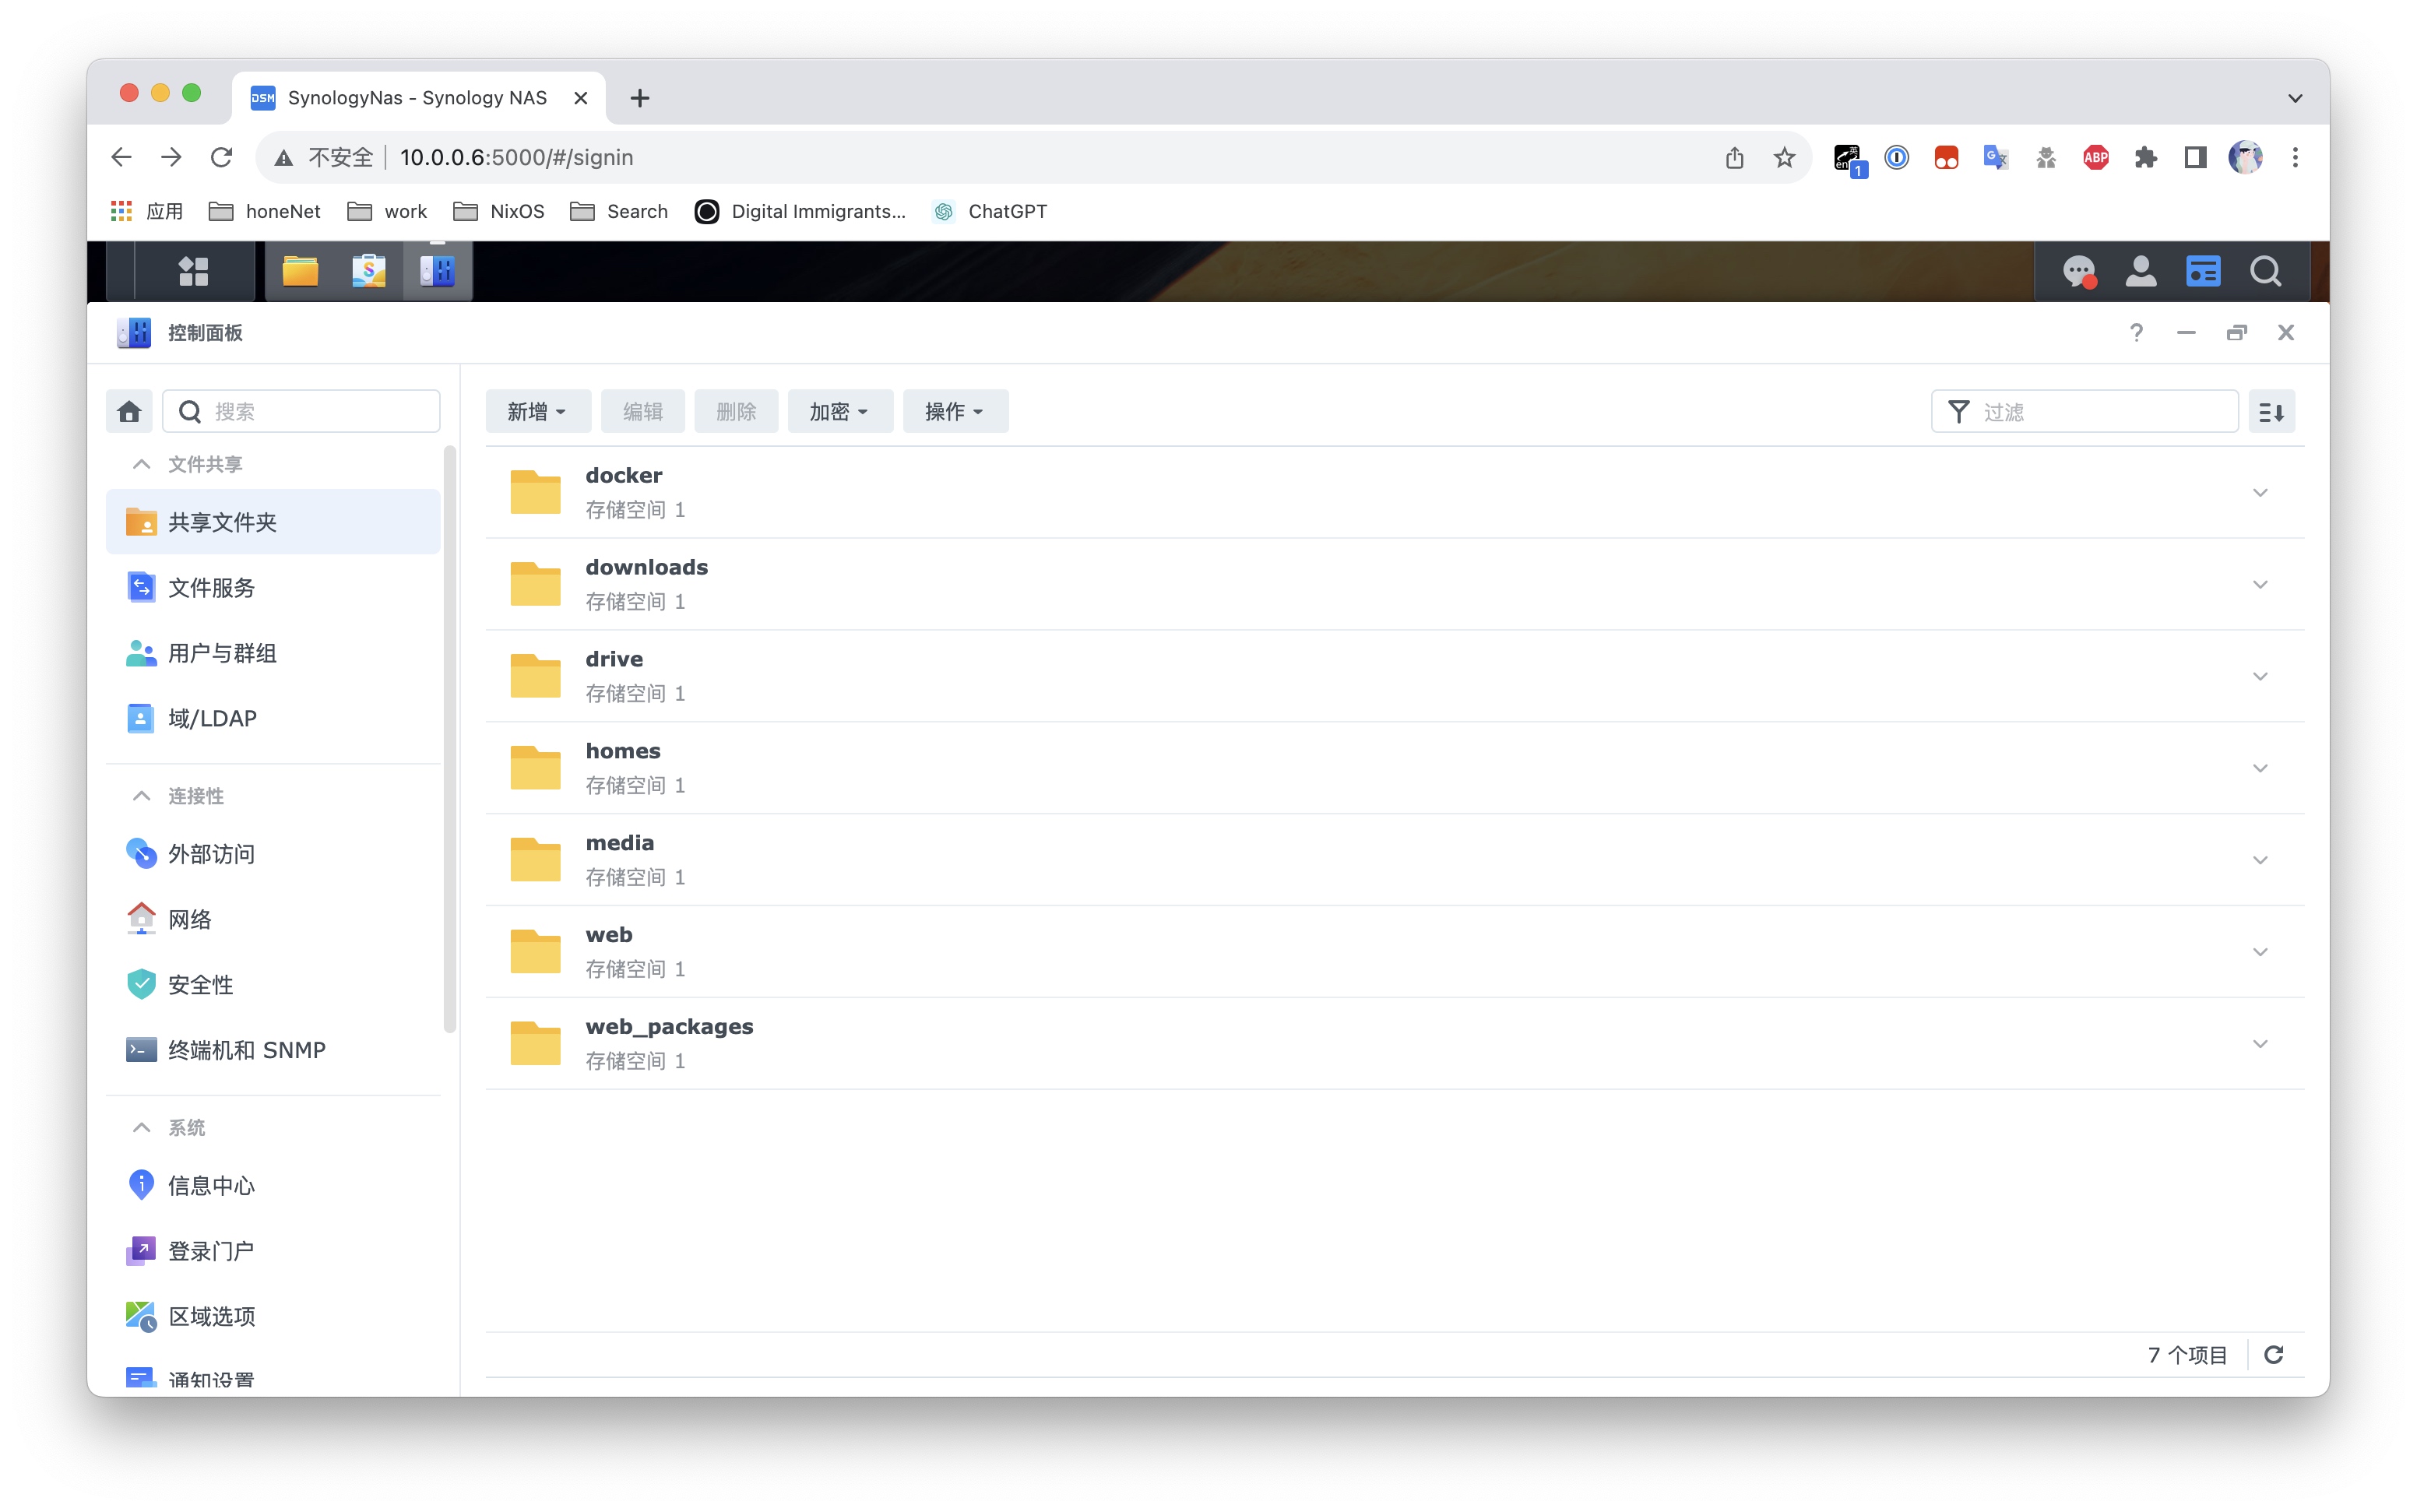 SynologyNas - Synology NAS
不安全 10.0.0.6:5000/#/signin
应用 honeNet work NixOS Search Digital Immigrants... ChatGPT
控制面板
搜索
新增 编辑 删除 加密 操作
过滤
文件共享
共享文件夹
文件服务
用户与群组
域/LDAP
连接性
外部访问
网络
安全性
终端机和 SNMP
系统
信息中心
登录门户
区域选项
通知设置
docker
存储空间 1
downloads
存储空间 1
drive
存储空间 1
homes
存储空间 1
media
存储空间 1
web
存储空间 1
web_packages
存储空间 1
7 个项目